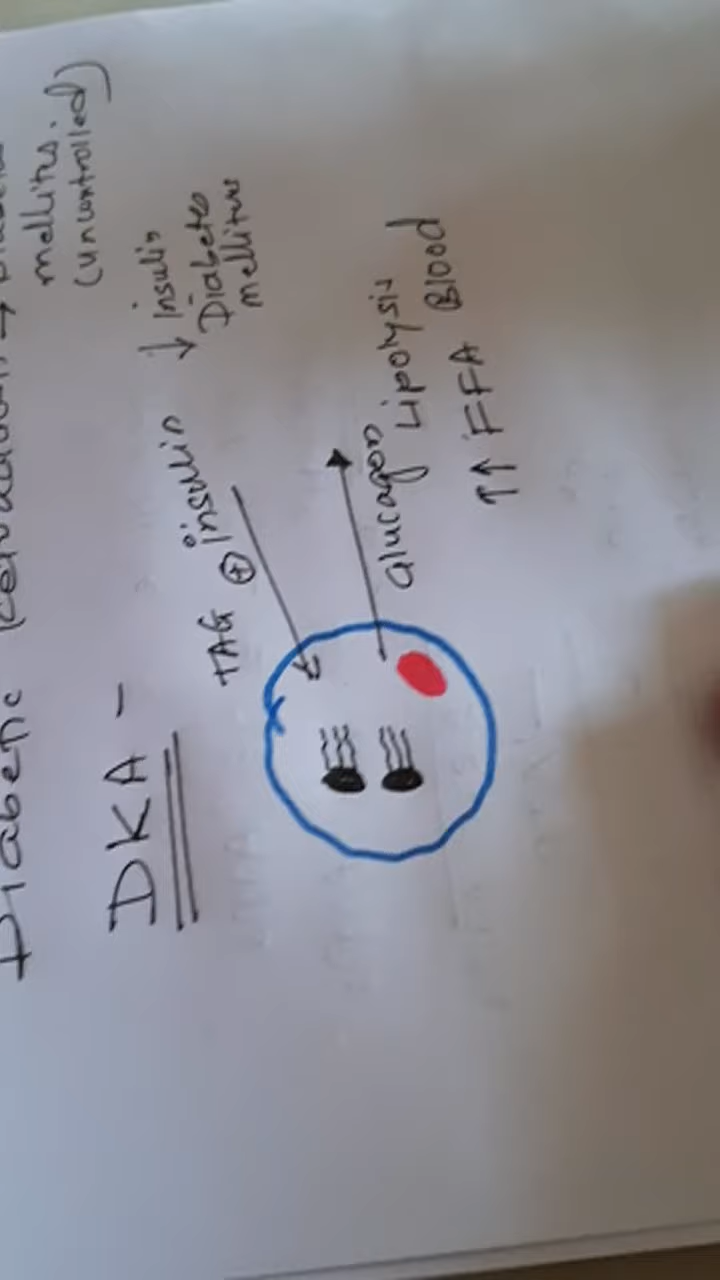 Diabetic Ketoacidosis → Diabetes
mellitus.
(uncontrolled)
DKA -
TAG ⊕ insulin
↓ Insulin
Diabetes
mellitus
Glucagon Lipolysis
↑↑ FFA Blood